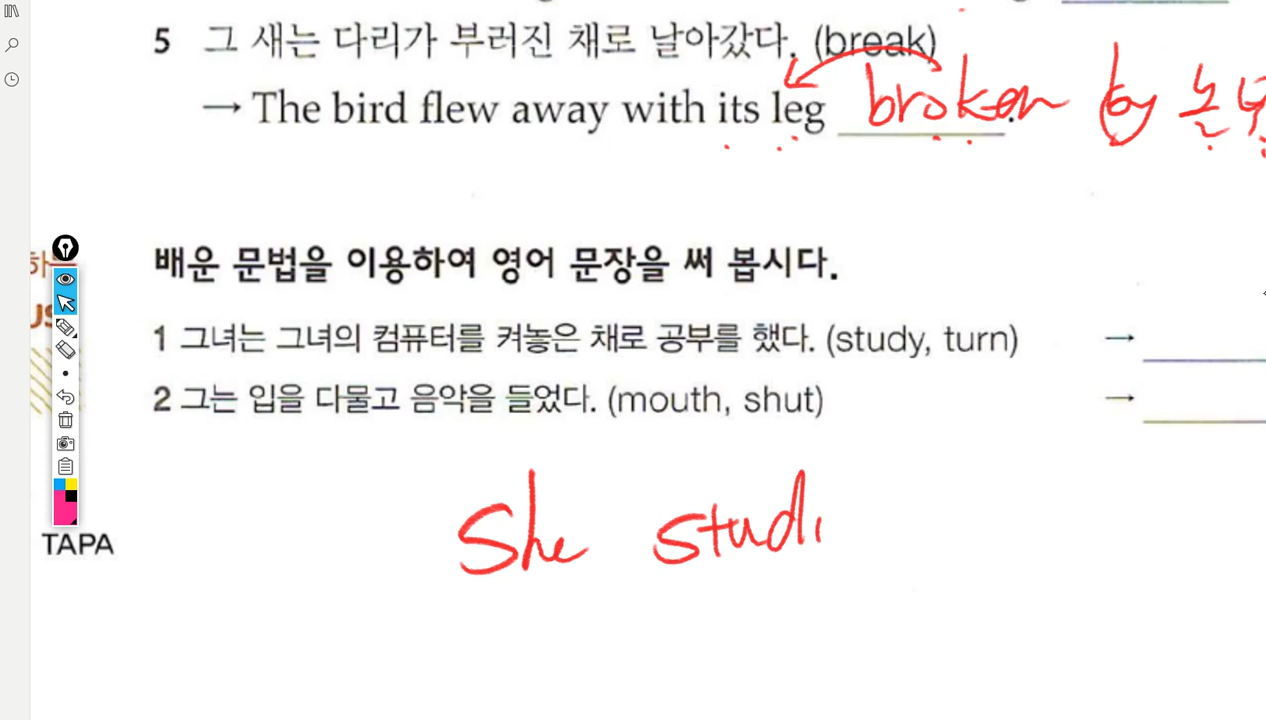 5 그 새는 다리가 부러진 채로 날아갔다. (break)
→ The bird flew away with its leg broken. by 놀부
배운 문법을 이용하여 영어 문장을 써 봅시다.
1 그녀는 그녀의 컴퓨터를 켜놓은 채로 공부를 했다. (study, turn) →
2 그는 입을 다물고 음악을 들었다. (mouth, shut) →
She studi
TAPA